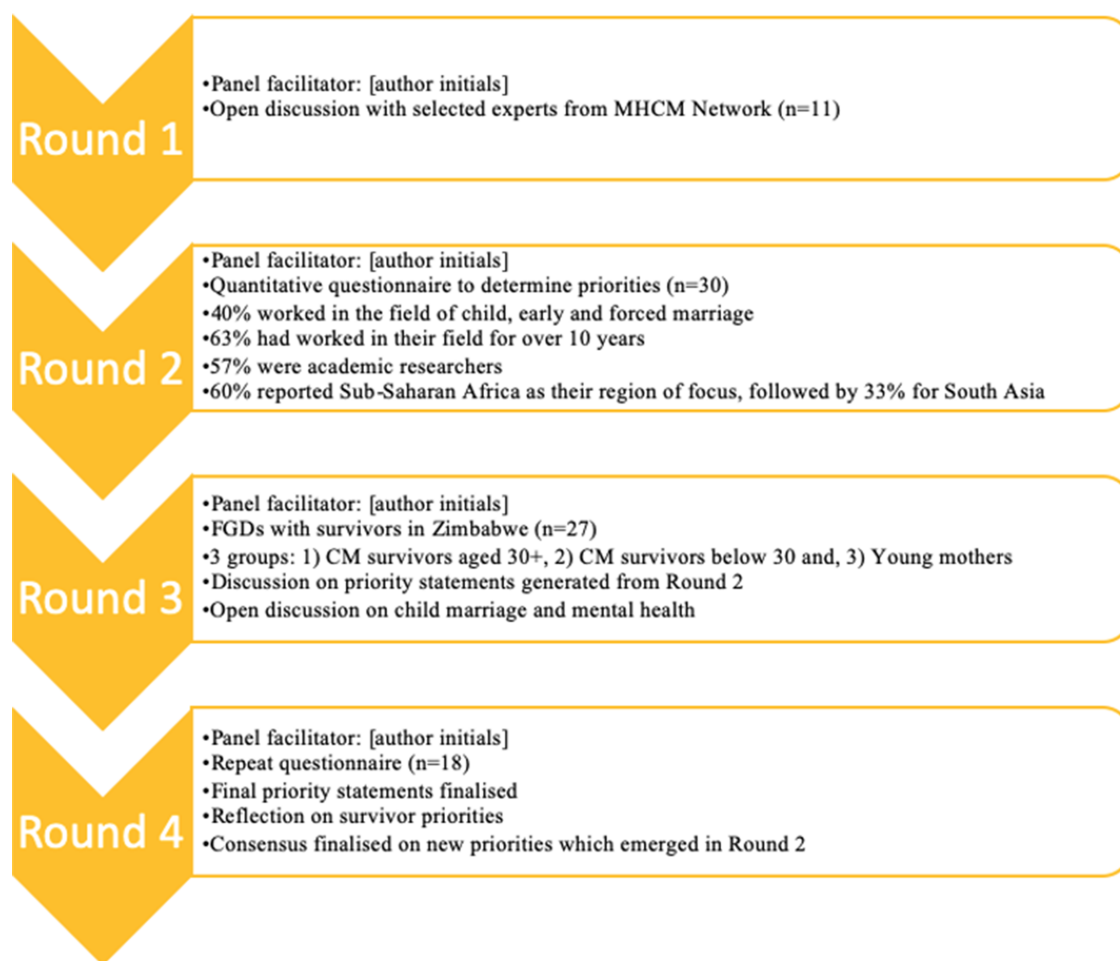 Round 1
•Panel facilitator: [author initials]
•Open discussion with selected experts from MHCM Network (n=11)
Round 2
•Panel facilitator: [author initials]
•Quantitative questionnaire to determine priorities (n=30)
•40% worked in the field of child, early and forced marriage
•63% had worked in their field for over 10 years
•57% were academic researchers
•60% reported Sub-Saharan Africa as their region of focus, followed by 33% for South Asia
Round 3
•Panel facilitator: [author initials]
•FGDs with survivors in Zimbabwe (n=27)
•3 groups: 1) CM survivors aged 30+, 2) CM survivors below 30 and, 3) Young mothers
•Discussion on priority statements generated from Round 2
•Open discussion on child marriage and mental health
Round 4
•Panel facilitator: [author initials]
•Repeat questionnaire (n=18)
•Final priority statements finalised
•Reflection on survivor priorities
•Consensus finalised on new priorities which emerged in Round 2